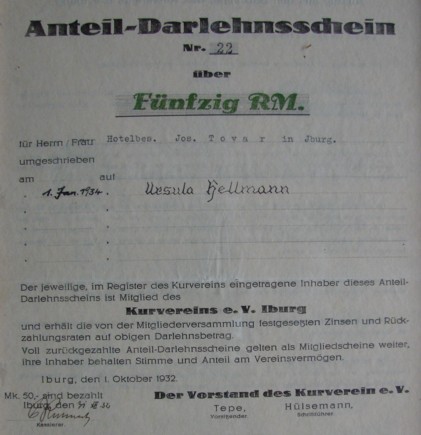 Anteil-Darlehnsschein
Nr. 22
über
Fünfzig RM.
für Herrn / Frau Hotelbes. Jos. Tovar in Jburg.
umgeschrieben
am auf
1. Jan. 1934. Ursula Hellmann
Der jeweilige, im Register des Kurvereins eingetragene Inhaber dieses Anteil-
Darlehnsscheins ist Mitglied des
Kurvereins e. V. Iburg
und erhält die von der Mitgliederversammlung festgesetzten Zinsen und Rück-
zahlungsraten auf obigen Darlehnsbetrag.
Voll zurückgezahlte Anteil-Darlehnsscheine gelten als Mitgliedscheine weiter,
ihre Inhaber behalten Stimme und Anteil am Vereinsvermögen.
Iburg, den 1. Oktober 1932.
Mk. 50,- sind bezahlt Der Vorstand des Kurverein e. V.
Iburg, den
Tepe, Hülsemann,
Vorsitzender. Schriftführer.
Kassierer.